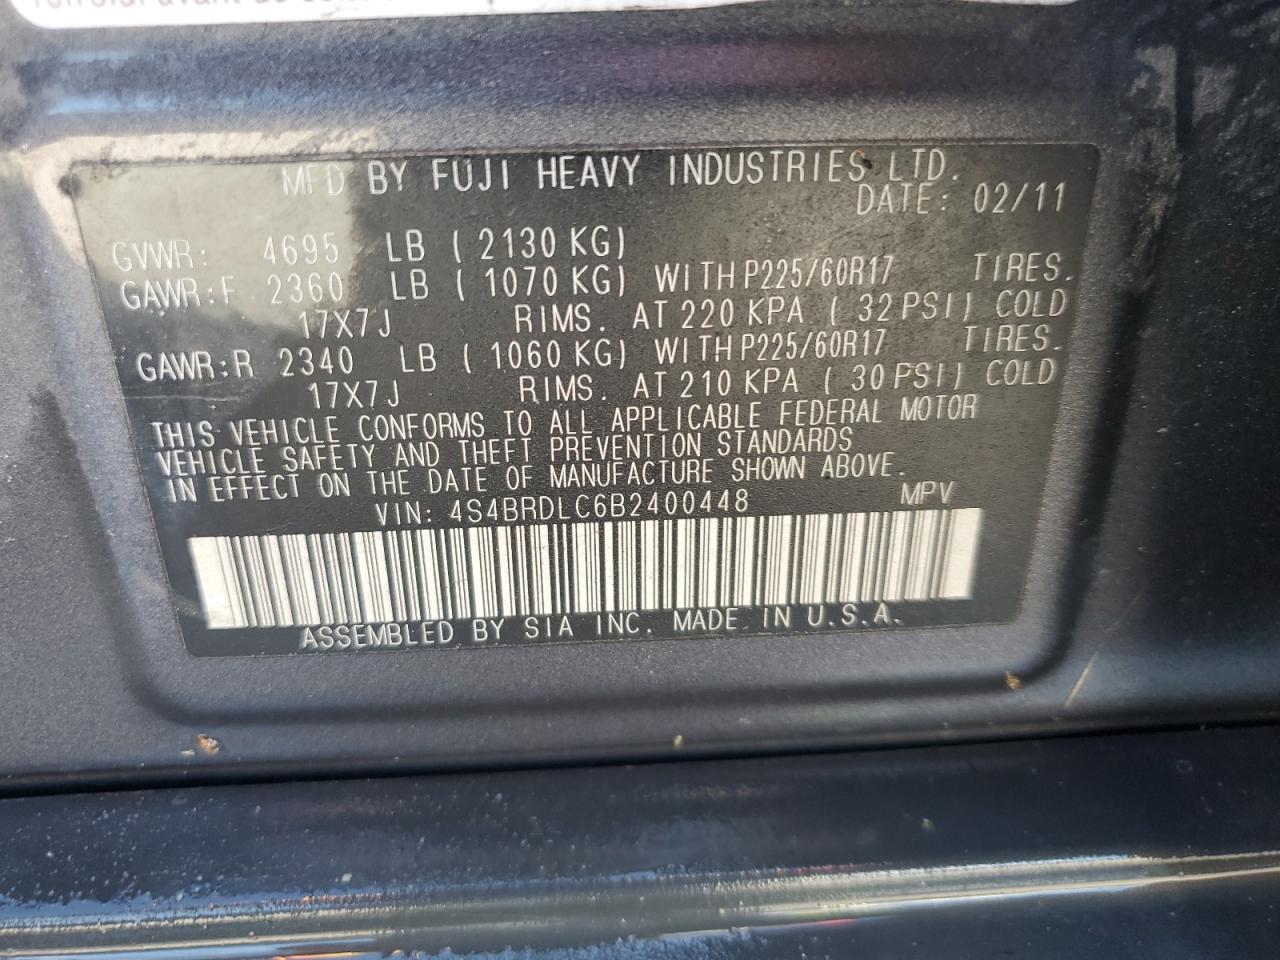 MFD BY FUJI HEAVY INDUSTRIES LTD.
DATE: 02/11
GVWR: 4695 LB ( 2130 KG)
GAWR:F 2360 LB ( 1070 KG) WITH P225/60R17 TIRES.
17X7J RIMS. AT 220 KPA ( 32 PSI) COLD
GAWR:R 2340 LB ( 1060 KG) WITH P225/60R17 TIRES.
17X7J RIMS. AT 210 KPA ( 30 PSI) COLD
THIS VEHICLE CONFORMS TO ALL APPLICABLE FEDERAL MOTOR
VEHICLE SAFETY AND THEFT PREVENTION STANDARDS
IN EFFECT ON THE DATE OF MANUFACTURE SHOWN ABOVE.
VIN: 4S4BRDLC6B2400448 MPV
ASSEMBLED BY SIA INC. MADE IN U.S.A.